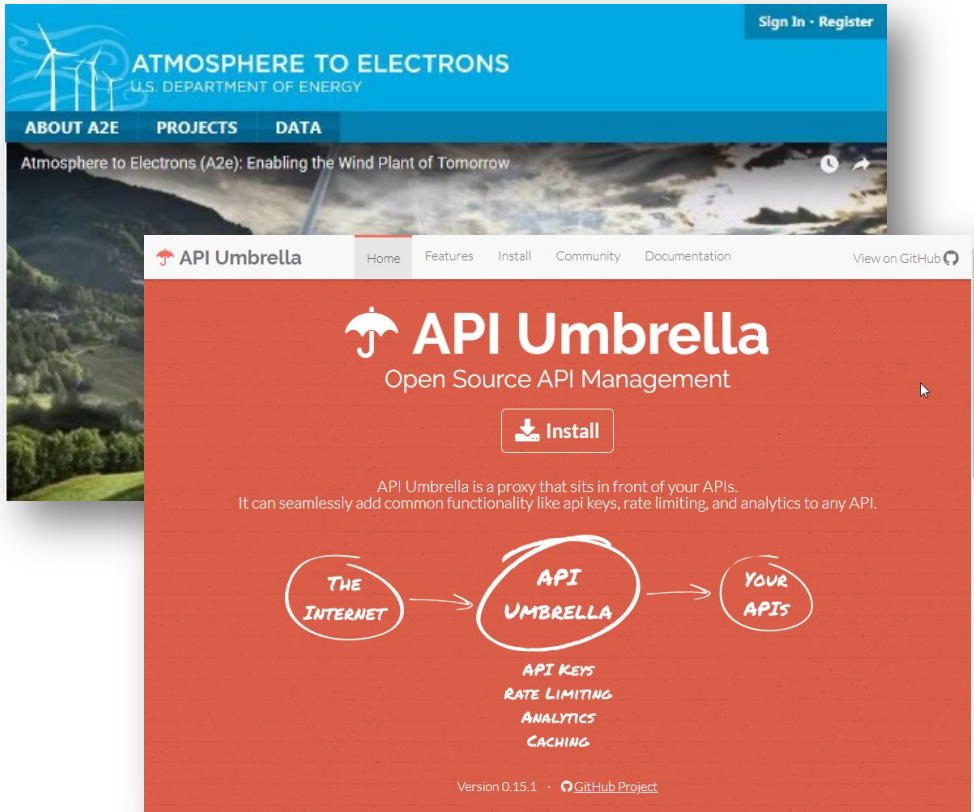 Sign In · Register
ATMOSPHERE TO ELECTRONS
U.S. DEPARTMENT OF ENERGY
ABOUT A2E PROJECTS DATA
Atmosphere to Electrons (A2e): Enabling the Wind Plant of Tomorrow
API Umbrella Home Features Install Community Documentation View on GitHub
API Umbrella
Open Source API Management
Install
API Umbrella is a proxy that sits in front of your APIs.
It can seamlessly add common functionality like api keys, rate limiting, and analytics to any API.
THE
INTERNET
API
UMBRELLA
YOUR
APIs
API KEYS
RATE LIMITING
ANALYTICS
CACHING
Version 0.15.1 · GitHub Project